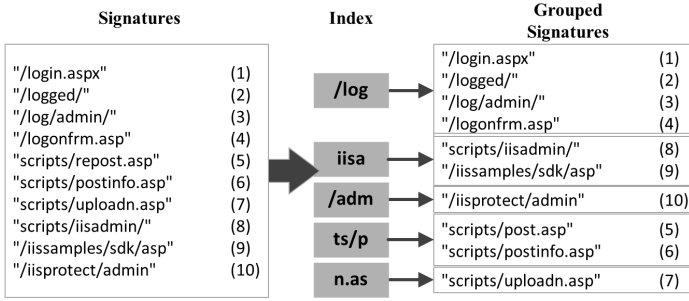 Signatures
Index
Grouped
Signatures
"/login.aspx" (1)
"/logged/" (2)
"/log/admin/" (3)
"/logonfrm.asp" (4)
"scripts/repost.asp" (5)
"scripts/postinfo.asp" (6)
"scripts/uploadn.asp" (7)
"scripts/iisadmin/" (8)
"/iissamples/sdk/asp" (9)
"/iisprotect/admin" (10)
/log
iisa
/adm
ts/p
n.as
"/login.aspx" (1)
"/logged/" (2)
"/log/admin/" (3)
"/logonfrm.asp" (4)
"scripts/iisadmin/" (8)
"/iissamples/sdk/asp" (9)
"/iisprotect/admin" (10)
"scripts/post.asp" (5)
"scripts/postinfo.asp" (6)
"scripts/uploadn.asp" (7)